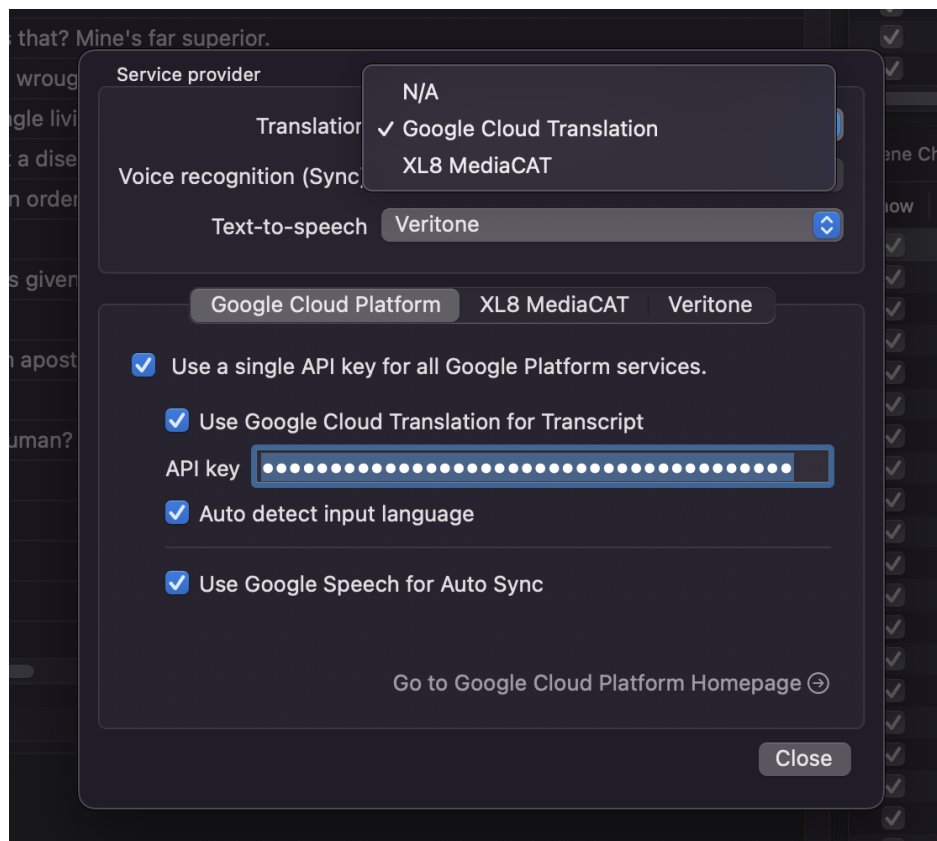 that? Mine's far superior.
Service provider
wroug
N/A
ngle livi
Translation
Google Cloud Translation
t a dise
XL8 MediaCAT
ene Ch
Voice recognition (Sync)
n order
how
Text-to-speech
Veritone
s given
Google Cloud Platform
XL8 MediaCAT
Veritone
n apost
Use a single API key for all Google Platform services.
Use Google Cloud Translation for Transcript
uman?
API key
Auto detect input language
Use Google Speech for Auto Sync
Go to Google Cloud Platform Homepage
Close